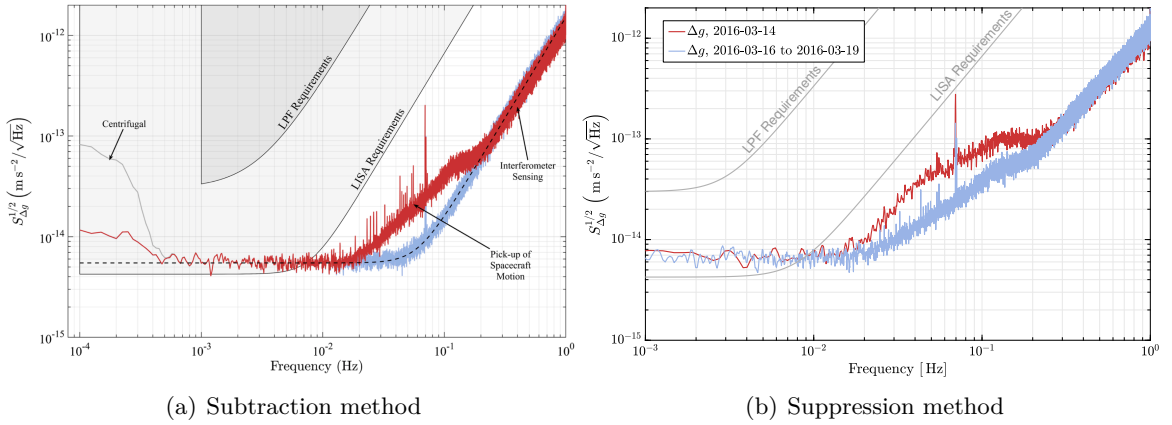 10⁻¹²
10⁻¹³
10⁻¹⁴
10⁻¹⁵
S^{1/2}_{Δg} (m s⁻²/√Hz)
Centrifugal
LPF Requirements
LISA Requirements
Interferometer
Sensing
Pick-up of
Spacecraft
Motion
10⁻⁴
10⁻³
10⁻²
10⁻¹
10⁰
Frequency (Hz)
(a) Subtraction method
10⁻¹²
10⁻¹³
10⁻¹⁴
10⁻¹⁵
S^{1/2}_{Δg} (m s⁻²/√Hz)
Δg, 2016-03-14
Δg, 2016-03-16 to 2016-03-19
LPF Requirements
LISA Requirements
10⁻³
10⁻²
10⁻¹
10⁰
Frequency [Hz]
(b) Suppression method